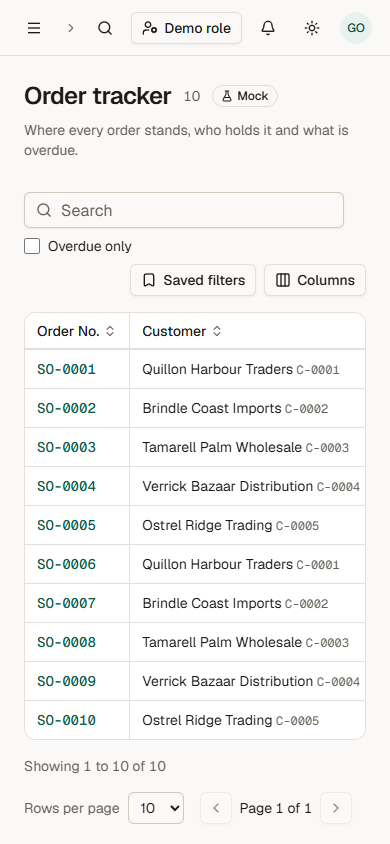 Demo role
GO
Order tracker 10 Mock
Where every order stands, who holds it and what is
overdue.
Search
Overdue only
Saved filters Columns
Order No. Customer
SO-0001 Quillon Harbour Traders C-0001
SO-0002 Brindle Coast Imports C-0002
SO-0003 Tamarell Palm Wholesale C-0003
SO-0004 Verrick Bazaar Distribution C-0004
SO-0005 Ostrel Ridge Trading C-0005
SO-0006 Quillon Harbour Traders C-0001
SO-0007 Brindle Coast Imports C-0002
SO-0008 Tamarell Palm Wholesale C-0003
SO-0009 Verrick Bazaar Distribution C-0004
SO-0010 Ostrel Ridge Trading C-0005
Showing 1 to 10 of 10
Rows per page 10 Page 1 of 1